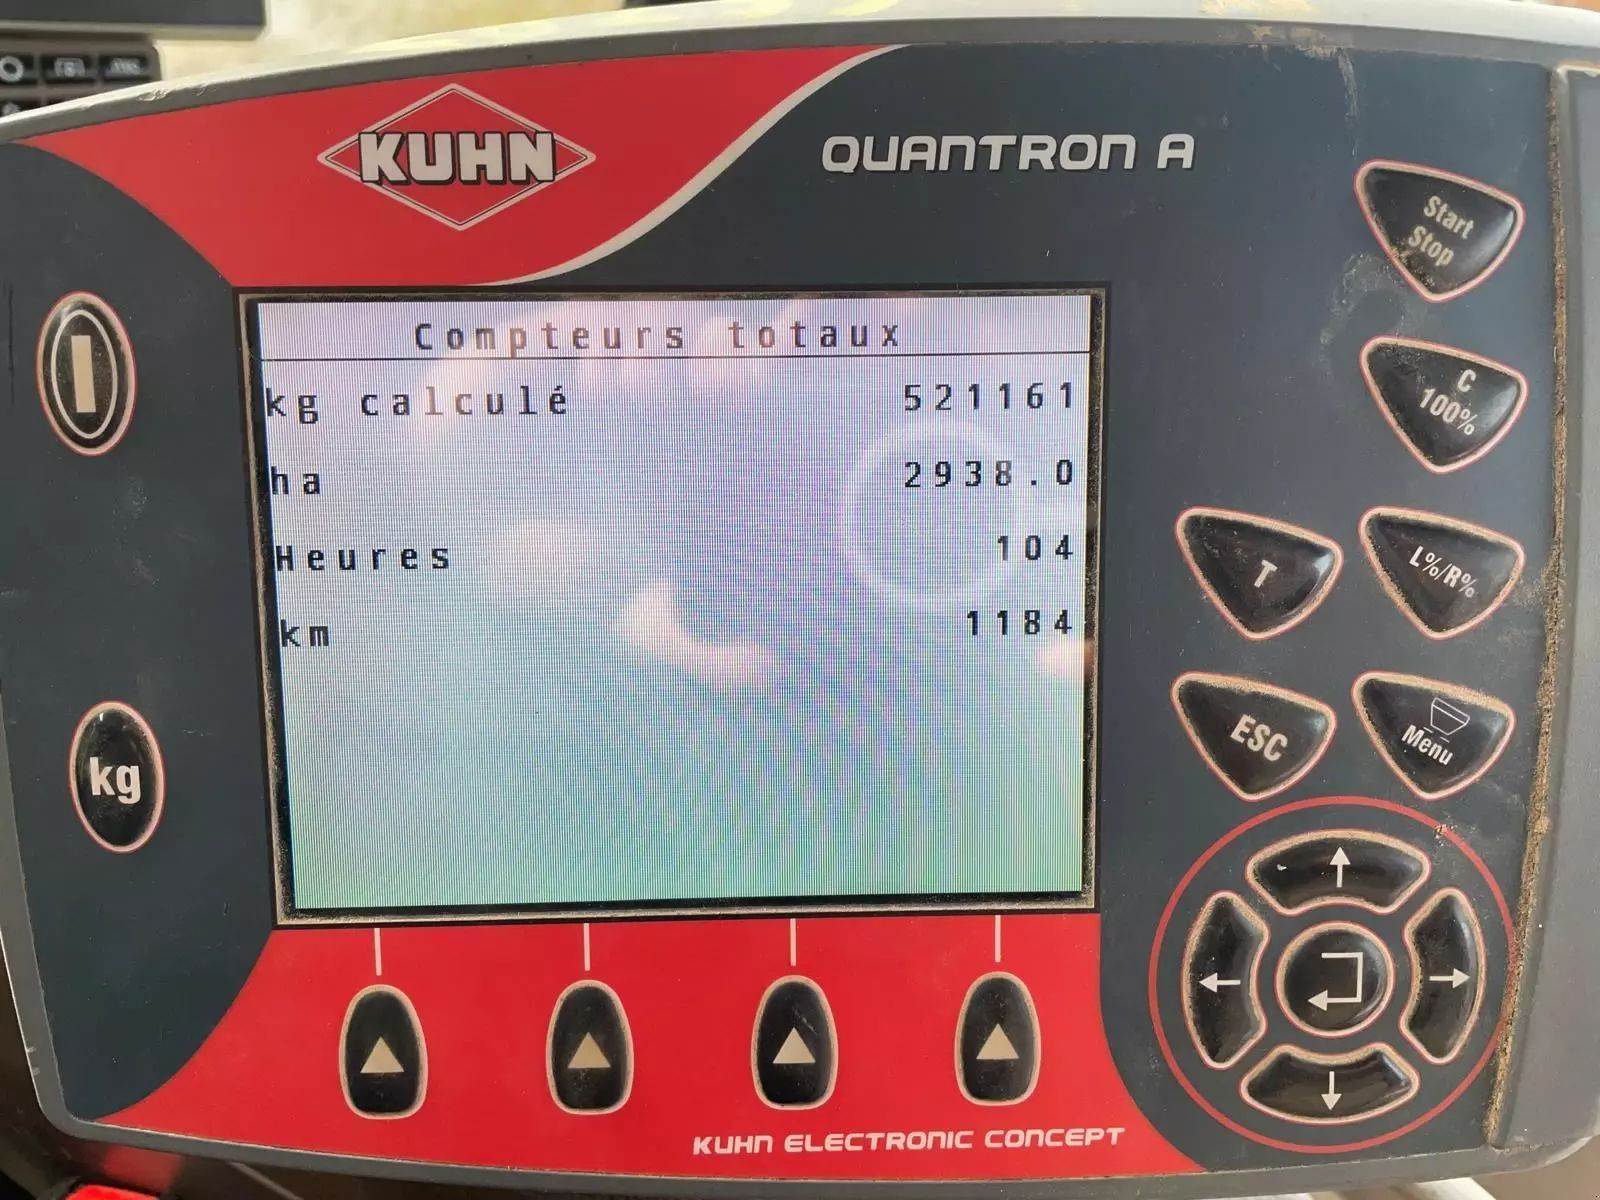 KUHN
QUANTRON A
Start
Stop
Compteurs totaux
kg calculé 521161
C
100%
ha 2938.0
Heures 104
T
L%/R%
km 1184
ESC
Menu
kg
KUHN ELECTRONIC CONCEPT